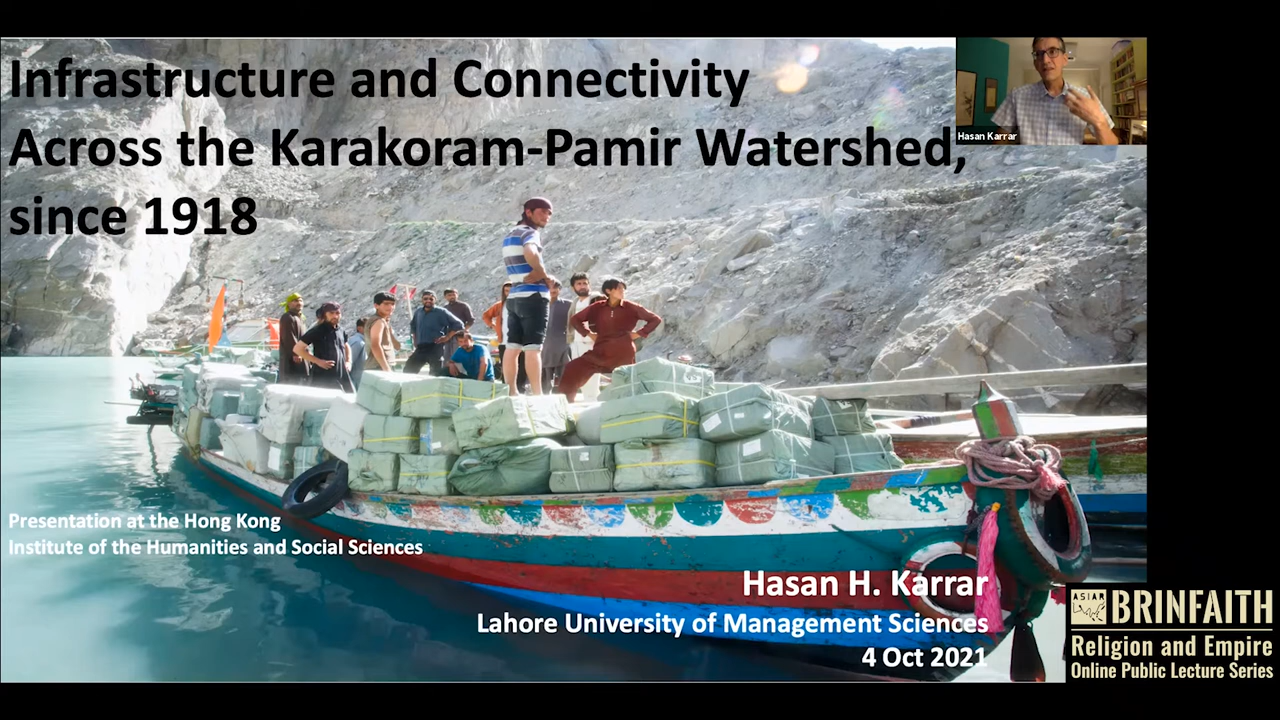 Infrastructure and Connectivity
Across the Karakoram-Pamir Watershed,
since 1918
Hasan Karrar
Presentation at the Hong Kong
Institute of the Humanities and Social Sciences
Hasan H. Karrar
Lahore University of Management Sciences
4 Oct 2021
ASIAR
BRINFAITH
Religion and Empire
Online Public Lecture Series